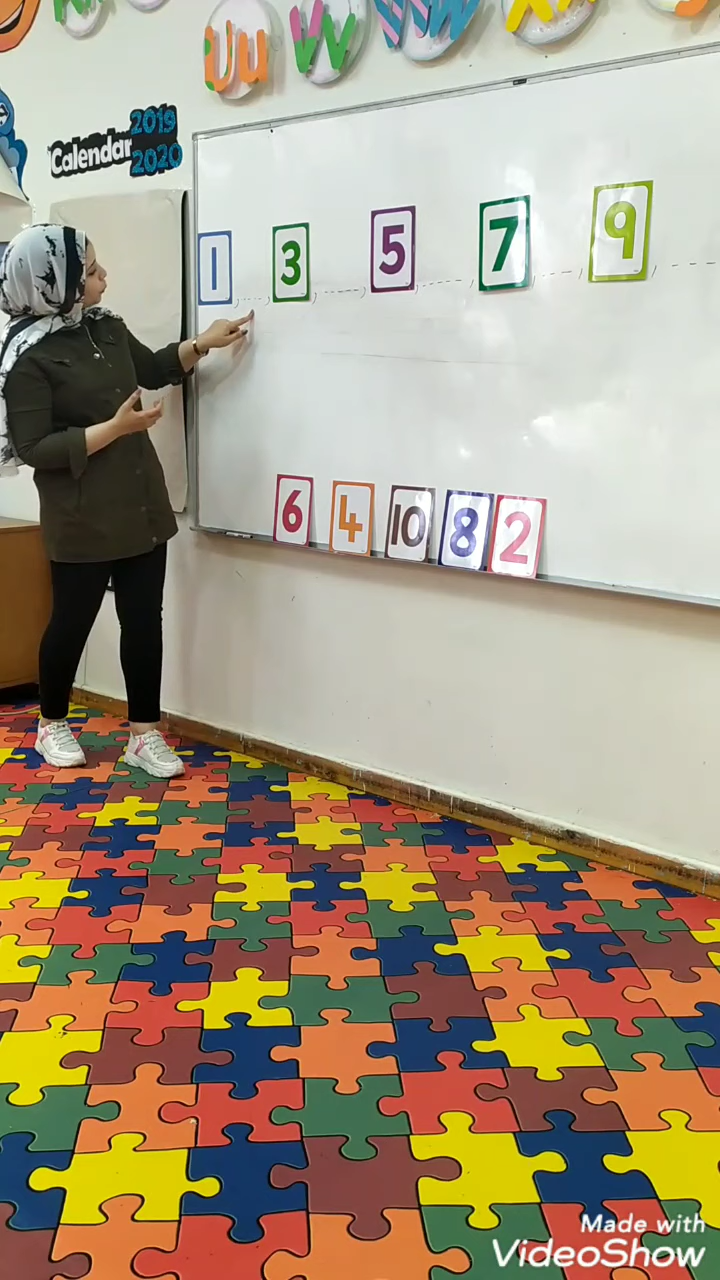 Uu Vv Ww Xx
Calendar 2019
2020
1, ----, 3, ----, 5, ----, 7, ----, 9, ----
6 4 10 8 2
Made with
VideoShow